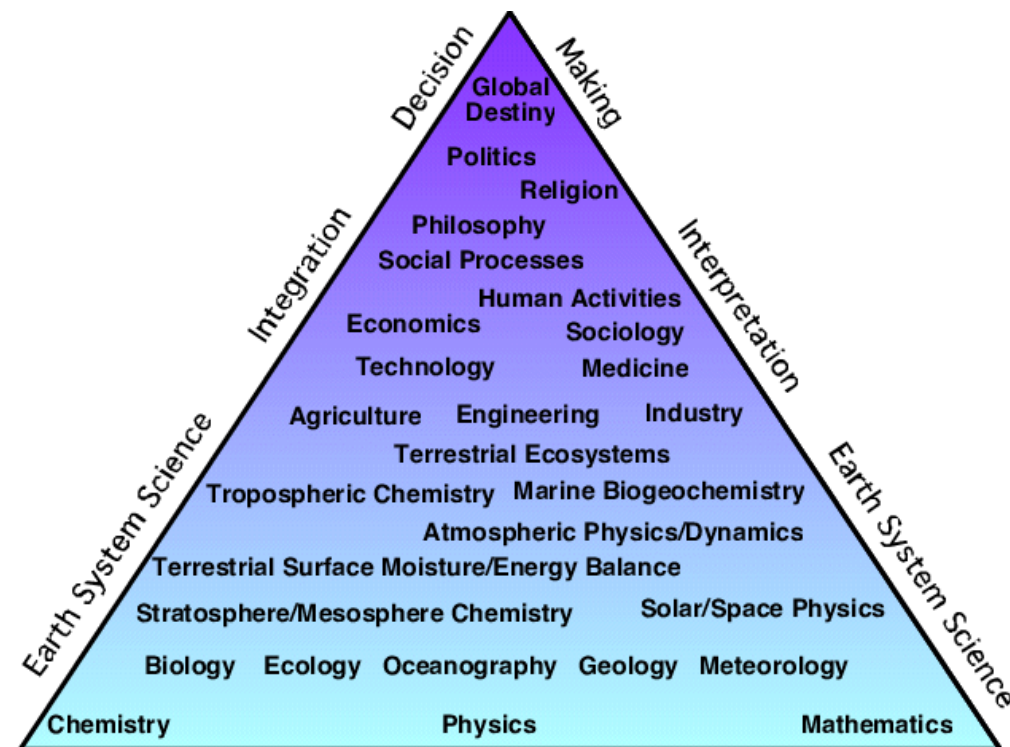 Decision
Making
Global
Destiny
Politics
Religion
Philosophy
Social Processes
Integration
Interpretation
Human Activities
Economics
Sociology
Technology
Medicine
Agriculture Engineering Industry
Terrestrial Ecosystems
Earth System Science
Earth System Science
Tropospheric Chemistry Marine Biogeochemistry
Atmospheric Physics/Dynamics
Terrestrial Surface Moisture/Energy Balance
Stratosphere/Mesosphere Chemistry Solar/Space Physics
Biology Ecology Oceanography Geology Meteorology
Chemistry Physics Mathematics